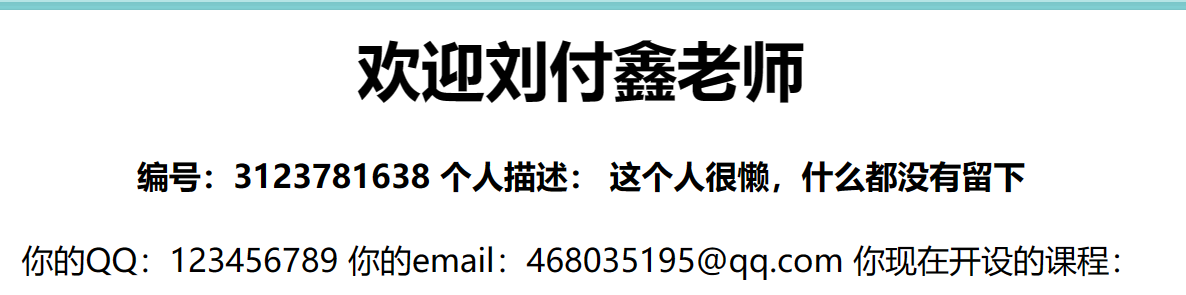 欢迎刘付鑫老师
编号：3123781638 个人描述： 这个人很懒，什么都没有留下
你的QQ：123456789 你的email：468035195@qq.com 你现在开设的课程：